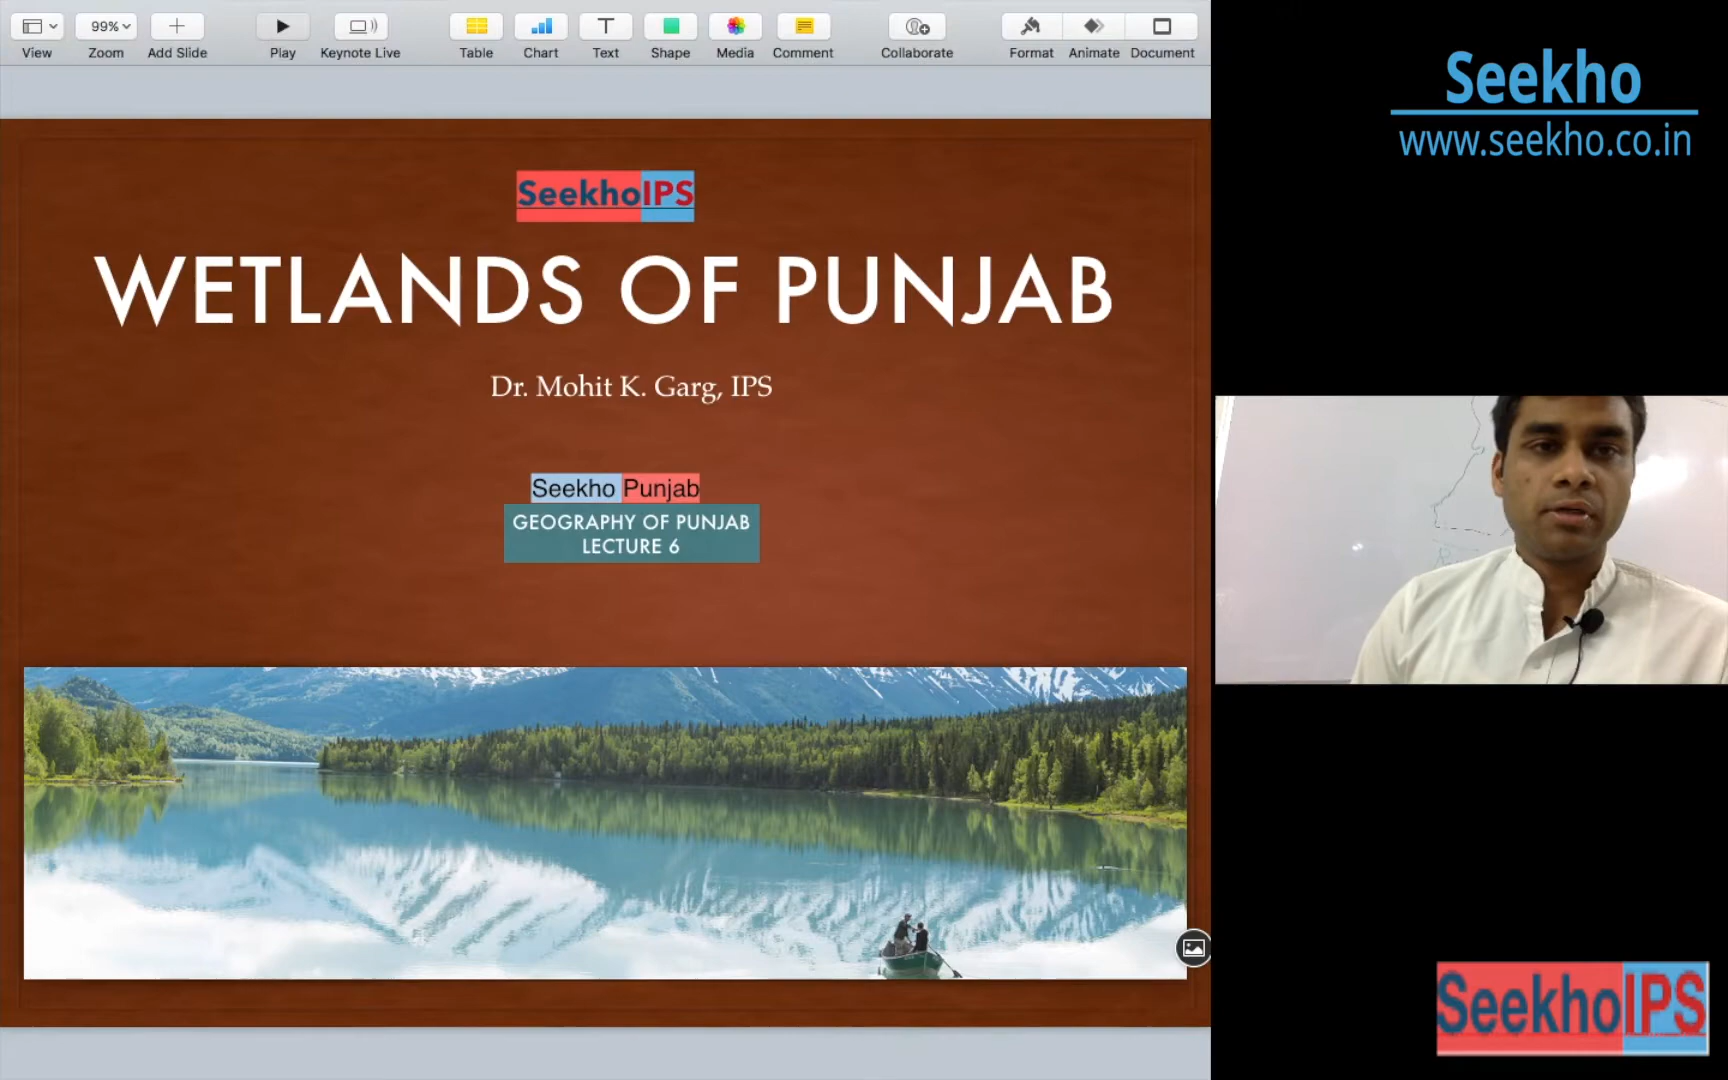 99%
View
Zoom
Add Slide
Play
Keynote Live
Table
Chart
Text
Shape
Media
Comment
Collaborate
Format
Animate
Document
SeekhoIPS
WETLANDS OF PUNJAB
Dr. Mohit K. Garg, IPS
Seekho Punjab
GEOGRAPHY OF PUNJAB
LECTURE 6
Seekho
www.seekho.co.in
SeekhoIPS